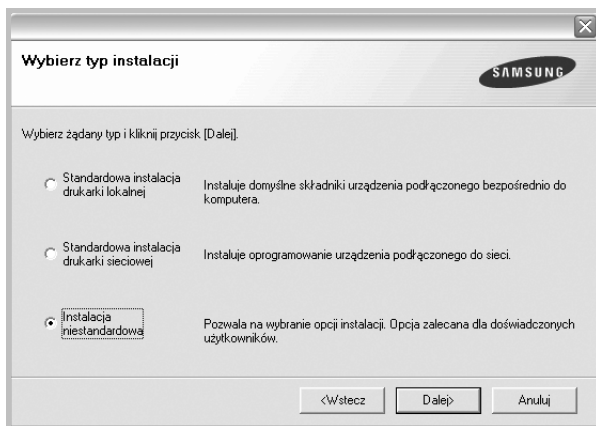 Wybierz typ instalacji
SAMSUNG
Wybierz żądany typ i kliknij przycisk [Dalej].
Standardowa instalacja
drukarki lokalnej
Instaluje domyślne składniki urządzenia podłączonego bezpośrednio do
komputera.
Standardowa instalacja
drukarki sieciowej
Instaluje oprogramowanie urządzenia podłączonego do sieci.
Instalacja
niestandardowa
Pozwala na wybranie opcji instalacji. Opcja zalecana dla doświadczonych
użytkowników.
<Wstecz
Dalej>
Anuluj